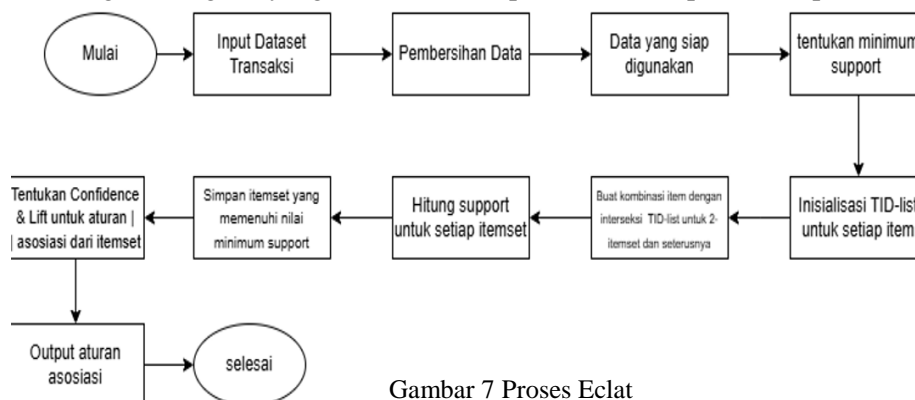 Mulai
Input Dataset
Transaksi
Pembersihan Data
Data yang siap
digunakan
tentukan minimum
support
Tentukan Confidence
& Lift untuk aturan |
| asosiasi dari itemset
Simpan itemset yang
memenuhi nilai
minimum support
Hitung support
untuk setiap itemset
Buat kombinasi item dengan
interseksi TID-list untuk 2-
itemset dan seterusnya
Inisialisasi TID-list
untuk setiap item
Output aturan
asosiasi
selesai
Gambar 7 Proses Eclat